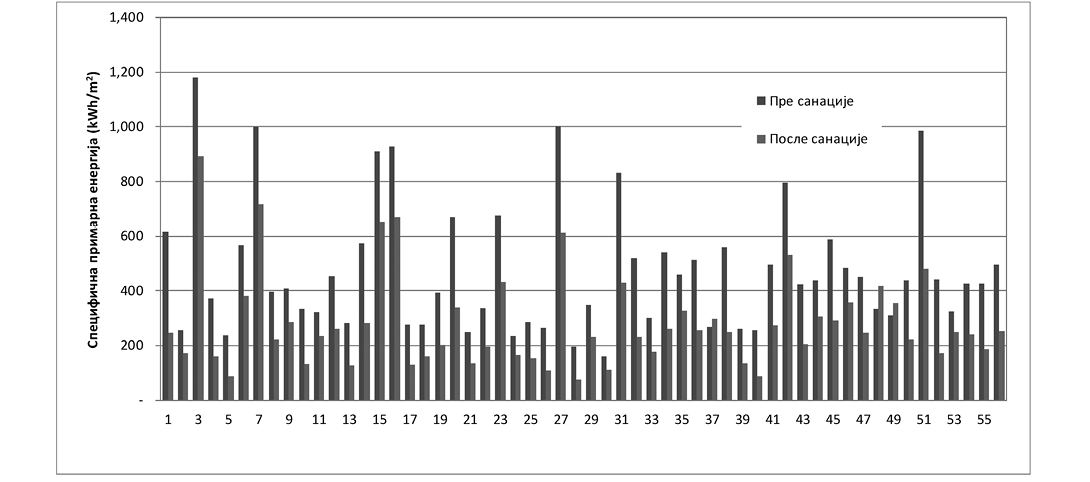 1,400
1,200
1,000
800
600
400
200
-
Специфична примарна енергија (kWh/m²)
Пре санације
После санације
1 3 5 7 9 11 13 15 17 19 21 23 25 27 29 31 33 35 37 39 41 43 45 47 49 51 53 55